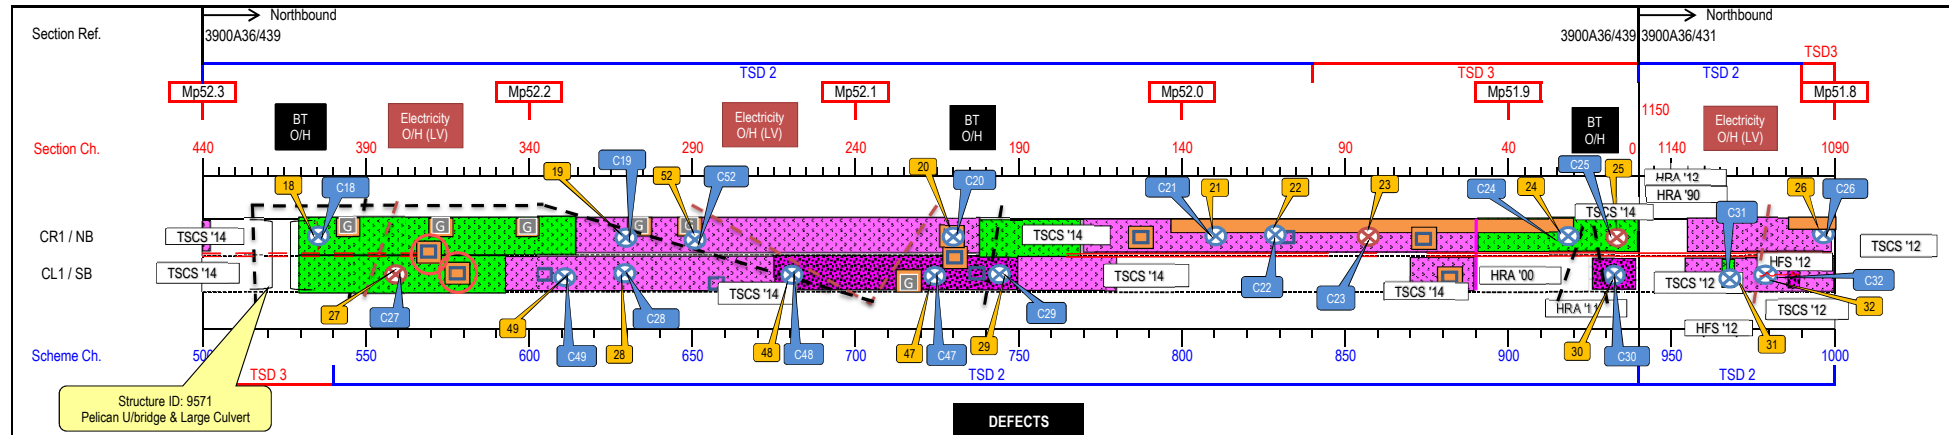 Northbound
Northbound
Section Ref.
3900A36/439
3900A36/439
3900A36/431
TSD3
TSD 2
TSD 3
TSD 2
Mp52.3
Mp52.2
Mp52.1
Mp52.0
Mp51.9
Mp51.8
1150
BT
O/H
Electricity
O/H (LV)
Electricity
O/H (LV)
BT
O/H
BT
O/H
Electricity
O/H (LV)
Section Ch.
440
390
340
290
240
190
140
90
40
0
1140
1090
18
C18
19
C19
52
C52
20
C20
C21
21
22
23
C24
24
C25
25
HRA '12
HRA '90
26
C26
CR1 / NB
TSCS '14
G
G
G
G
G
TSCS '14
TSCS '14
C31
TSCS '12
CL1 / SB
TSCS '14
TSCS '14
G
TSCS '14
TSCS '14
HRA '00
HFS '12
TSCS '12
27
C27
49
C49
28
C28
48
C48
47
C47
29
C29
C22
C23
30
C30
31
32
C32
TSCS '12
HFS '12
Scheme Ch.
550
600
650
700
750
800
850
900
950
1000
TSD 3
TSD 2
TSD 2
Structure ID: 9571
Pelican U/bridge & Large Culvert
DEFECTS